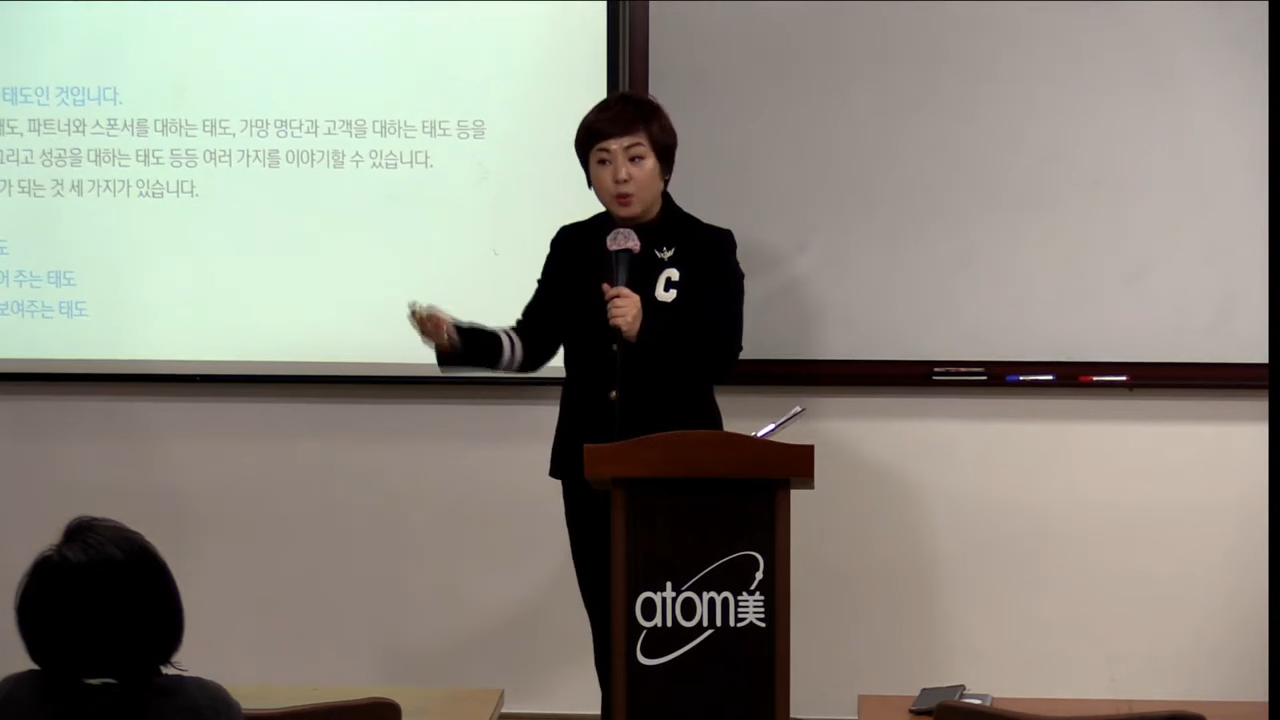 태도인 것입니다.
태도, 파트너와 스폰서를 대하는 태도, 가망 명단과 고객을 대하는 태도 등을
그리고 성공을 대하는 태도 등등 여러 가지를 이야기할 수 있습니다.
가 되는 것 세 가지가 있습니다.
도
어 주는 태도
보여주는 태도
C
atom美